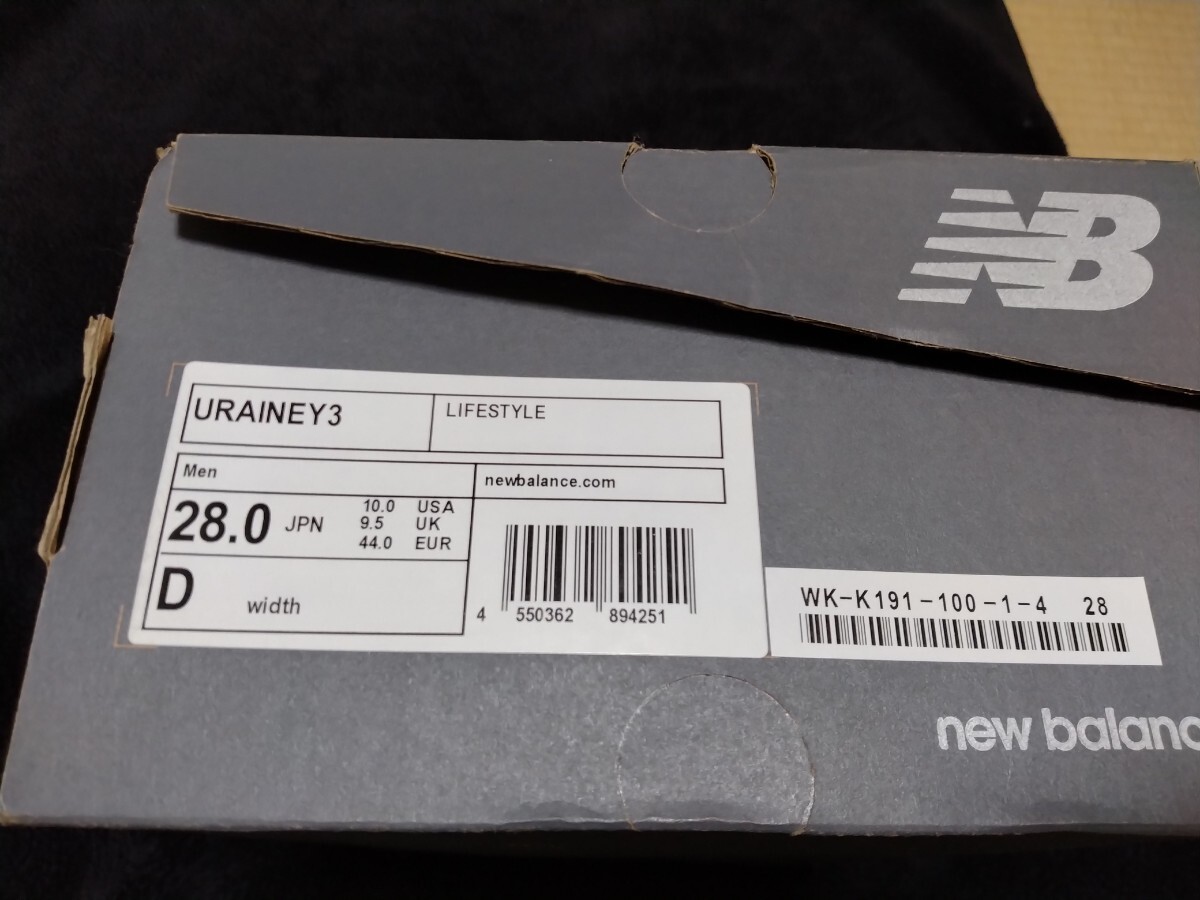 NB
URAINEY3
LIFESTYLE
Men
newbalance.com
28.0 JPN
10.0 USA
9.5 UK
44.0 EUR
D width
4 550362 894251
WK-K191-100-1-4 28
new balanc